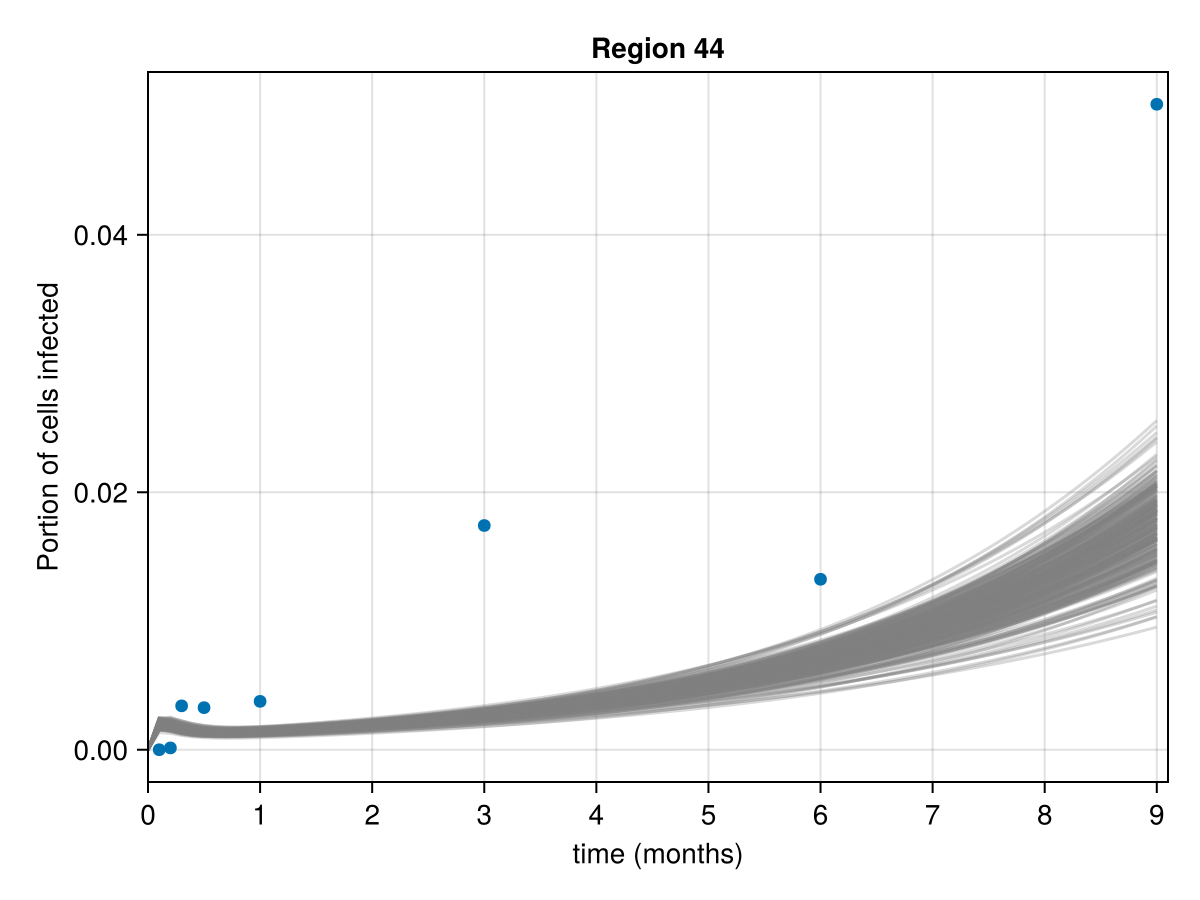 Region 44
Portion of cells infected
0.04
0.02
0.00
0 1 2 3 4 5 6 7 8 9
time (months)